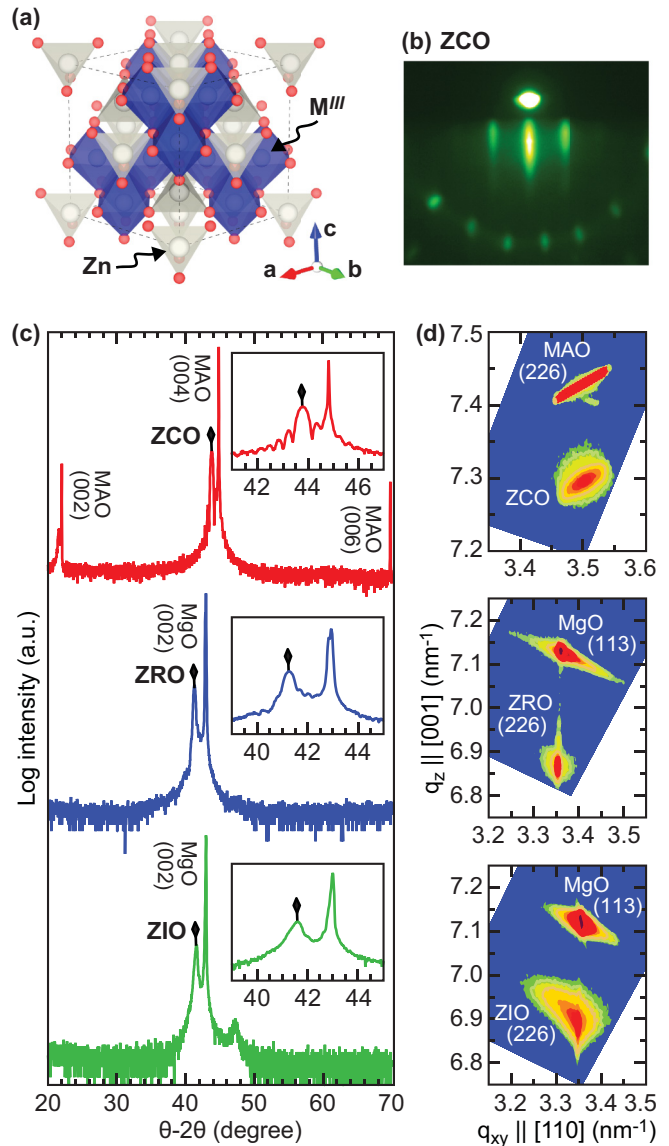 (a)
M^III
Zn
c
a
b
(b) ZCO
(c)
Log intensity (a.u.)
MAO
(002)
MAO
(004)
ZCO
MAO
(006)
42 44 46
MgO
(002)
ZRO
40 42 44
MgO
(002)
ZIO
40 42 44
20 30 40 50 60 70
θ-2θ (degree)
(d)
q_z || [001] (nm⁻¹)
7.5
7.4
7.3
7.2
MAO
(226)
ZCO
3.4 3.5 3.6
7.2
7.1
7.0
6.9
6.8
MgO
(113)
ZRO
(226)
3.2 3.3 3.4 3.5
7.2
7.1
7.0
6.9
6.8
MgO
(113)
ZIO
(226)
3.2 3.3 3.4 3.5
q_xy || [110] (nm⁻¹)